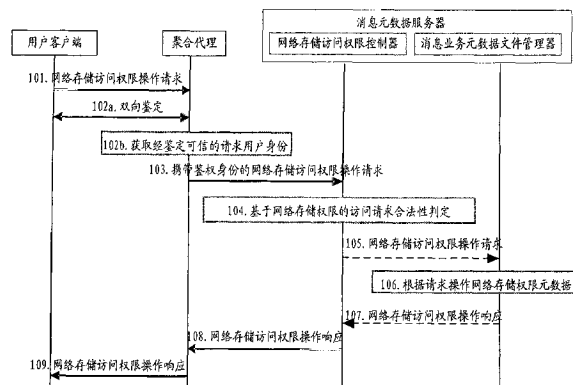 消息元数据服务器
用户客户端
聚合代理
网络存储访问权限控制器
消息业务元数据文件管理器
101.网络存储访问权限操作请求
102a.双向鉴定
102b.获取经鉴定可信的请求用户身份
103.携带鉴权身份的网络存储访问权限操作请求
104.基于网络存储权限的访问请求合法性判定
105.网络存储访问权限操作请求
106.根据请求操作网络存储权限元数据
107.网络存储访问权限操作响应
108.网络存储访问权限操作响应
109.网络存储访问权限操作响应